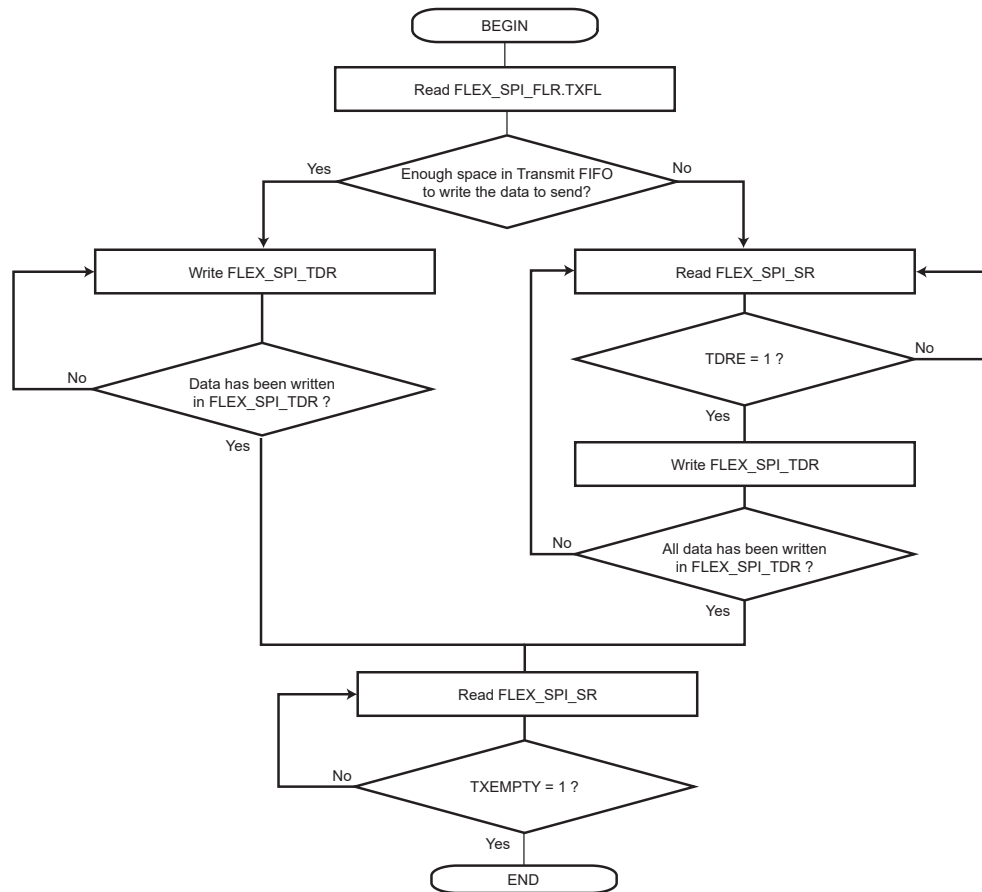 BEGIN
Read FLEX_SPI_FLR.TXFL
Yes
Enough space in Transmit FIFO
to write the data to send?
No
Write FLEX_SPI_TDR
Read FLEX_SPI_SR
TDRE = 1 ?
No
No
Data has been written
in FLEX_SPI_TDR ?
Yes
Yes
Write FLEX_SPI_TDR
No
All data has been written
in FLEX_SPI_TDR ?
Yes
Read FLEX_SPI_SR
No
TXEMPTY = 1 ?
Yes
END